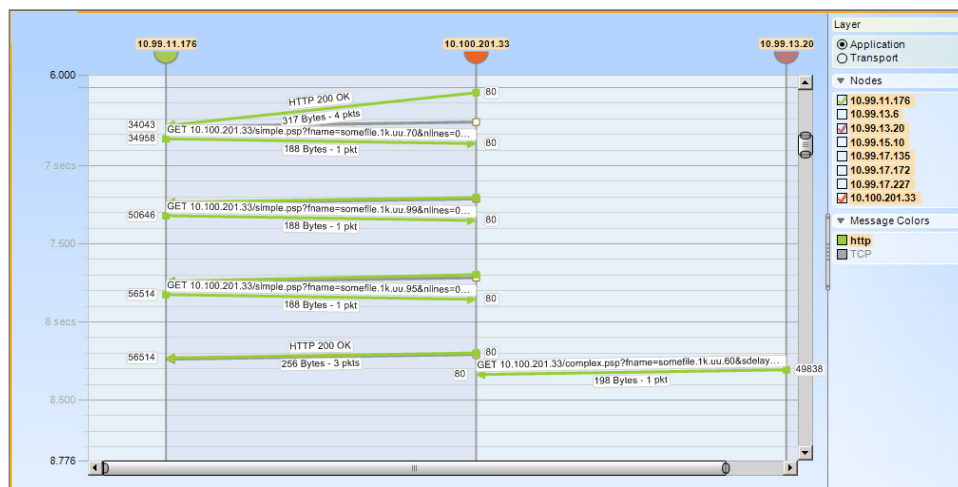 10.99.11.176
10.100.201.33
10.99.13.20
6.000
HTTP 200 OK
80
317 Bytes - 4 pkts
34043
GET 10.100.201.33/simple.psp?fname=somefile.1k.uu.70&nlines=0...
34958
80
188 Bytes - 1 pkt
7 secs
GET 10.100.201.33/simple.psp?fname=somefile.1k.uu.99&nlines=0...
50646
80
188 Bytes - 1 pkt
7.500
GET 10.100.201.33/simple.psp?fname=somefile.1k.uu.95&nlines=0...
56514
80
188 Bytes - 1 pkt
8 secs
HTTP 200 OK
80
56514
256 Bytes - 3 pkts
GET 10.100.201.33/complex.psp?fname=somefile.1k.uu.60&sdelay...
80
49838
198 Bytes - 1 pkt
8.500
8.776
Layer
Application
Transport
Nodes
10.99.11.176
10.99.13.6
10.99.13.20
10.99.15.10
10.99.17.135
10.99.17.172
10.99.17.227
10.100.201.33
Message Colors
http
TCP